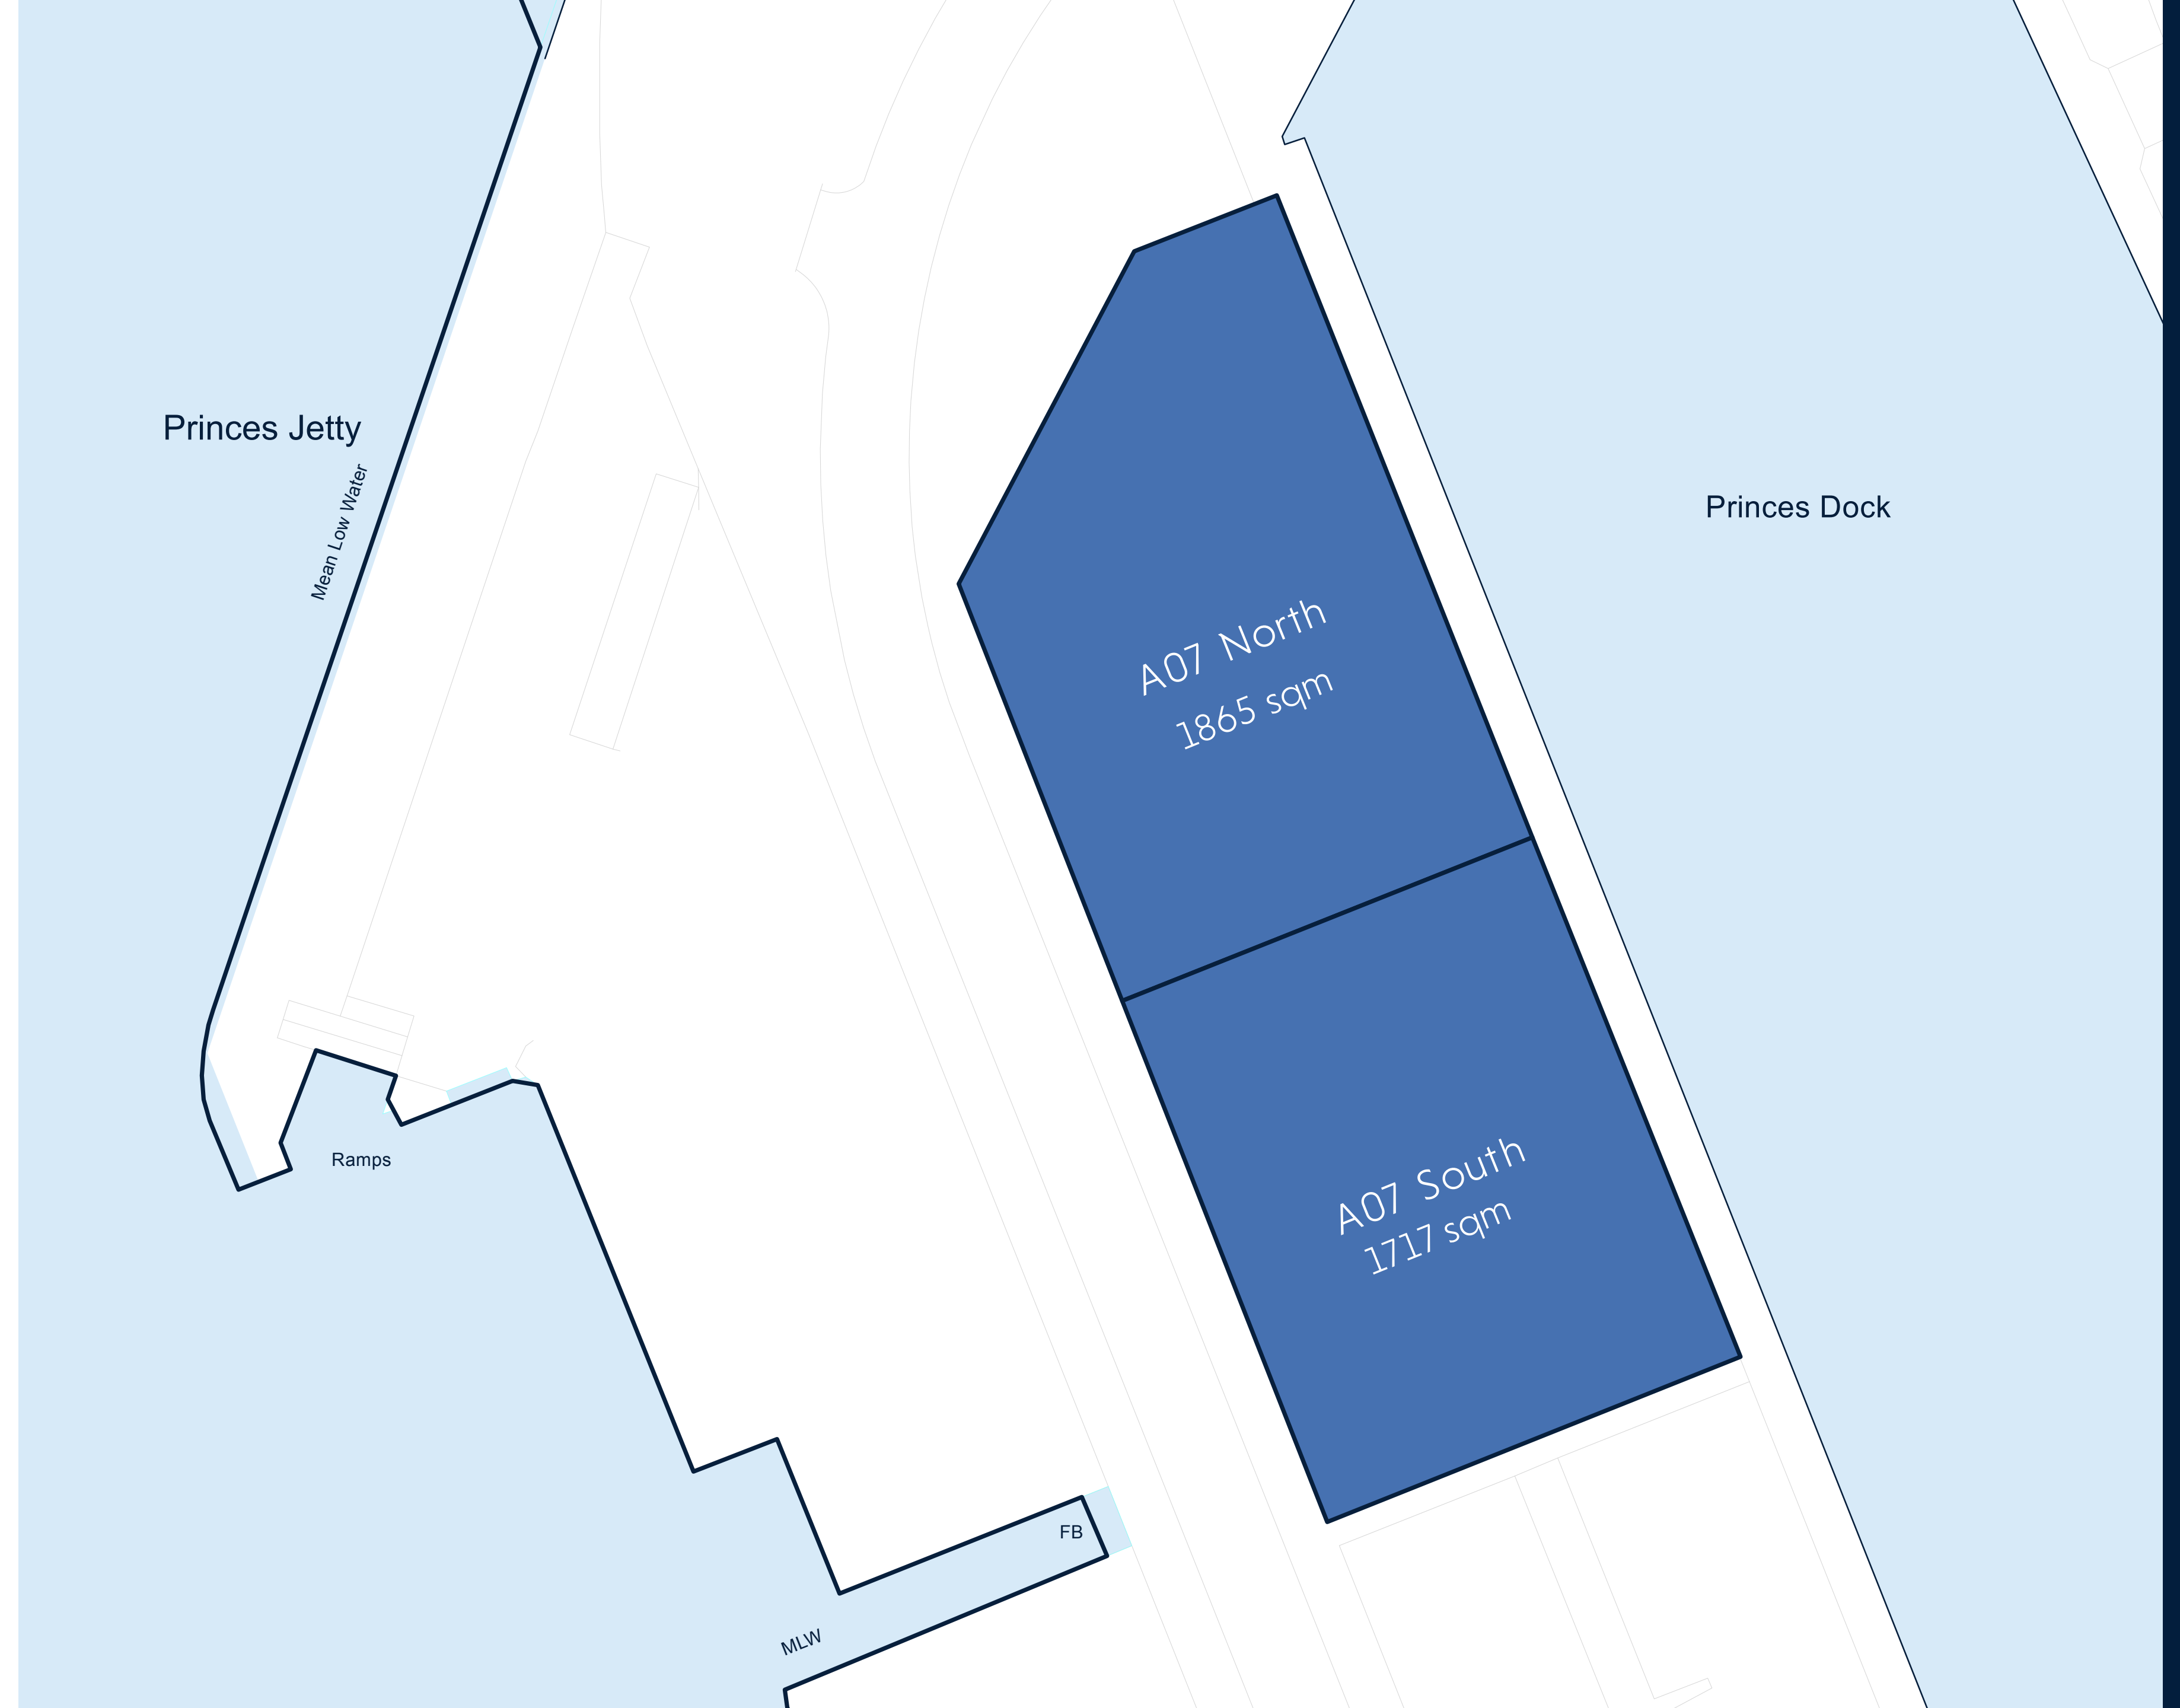 Princes Jetty
Mean Low Water
Princes Dock
A07 North
1865 sqm
A07 South
1717 sqm
Ramps
FB
MLW